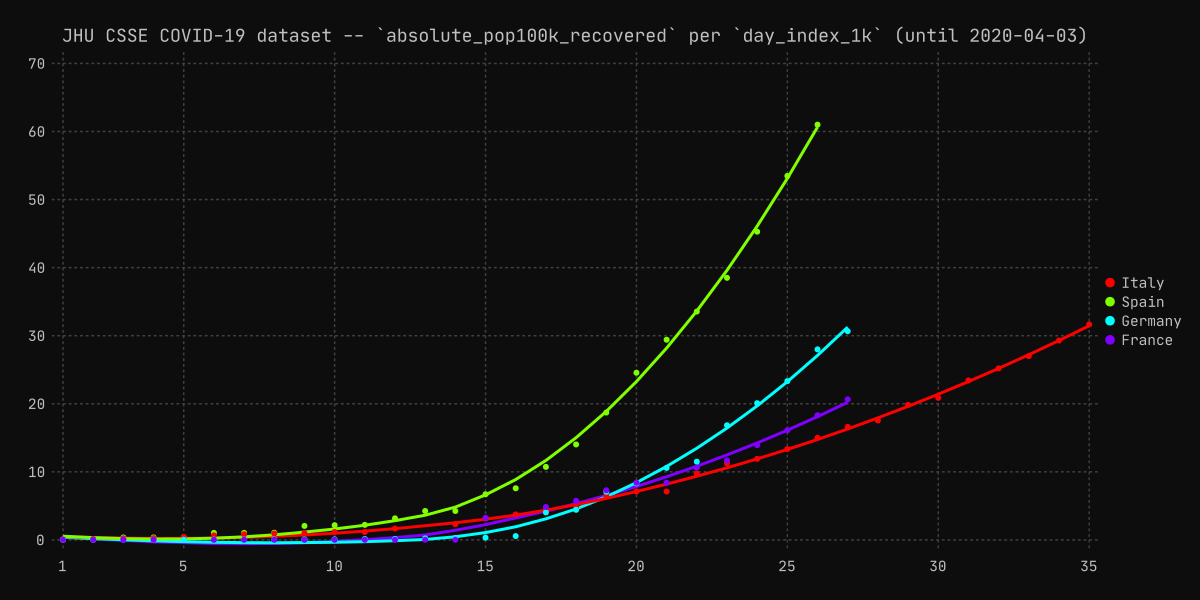 JHU CSSE COVID-19 dataset -- `absolute_pop100k_recovered` per `day_index_1k` (until 2020-04-03)
70
60
50
40
30
20
10
0
1 5 10 15 20 25 30 35
Italy
Spain
Germany
France